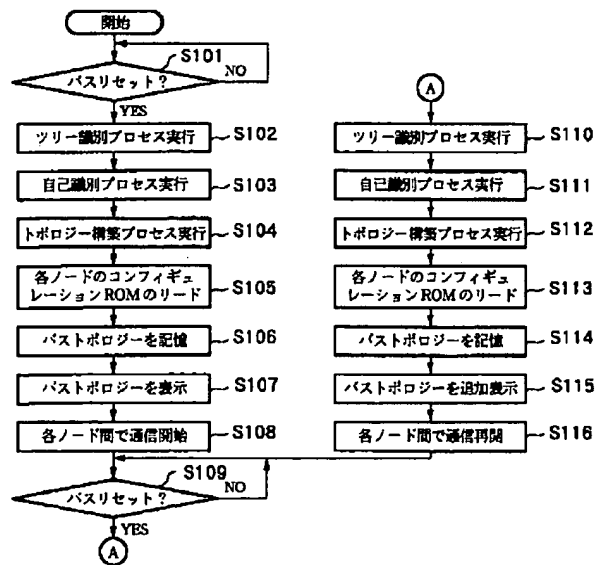 開始
S101
バスリセット？
NO
YES
ツリー識別プロセス実行
S102
自己識別プロセス実行
S103
トポロジー構築プロセス実行
S104
各ノードのコンフィギュ
レーションROMのリード
S105
バストポロジーを記憶
S106
バストポロジーを表示
S107
各ノード間で通信開始
S108
S109
バスリセット？
NO
YES
A
A
ツリー識別プロセス実行
S110
自己識別プロセス実行
S111
トポロジー構築プロセス実行
S112
各ノードのコンフィギュ
レーションROMのリード
S113
バストポロジーを記憶
S114
バストポロジーを追加表示
S115
各ノード間で通信再開
S116